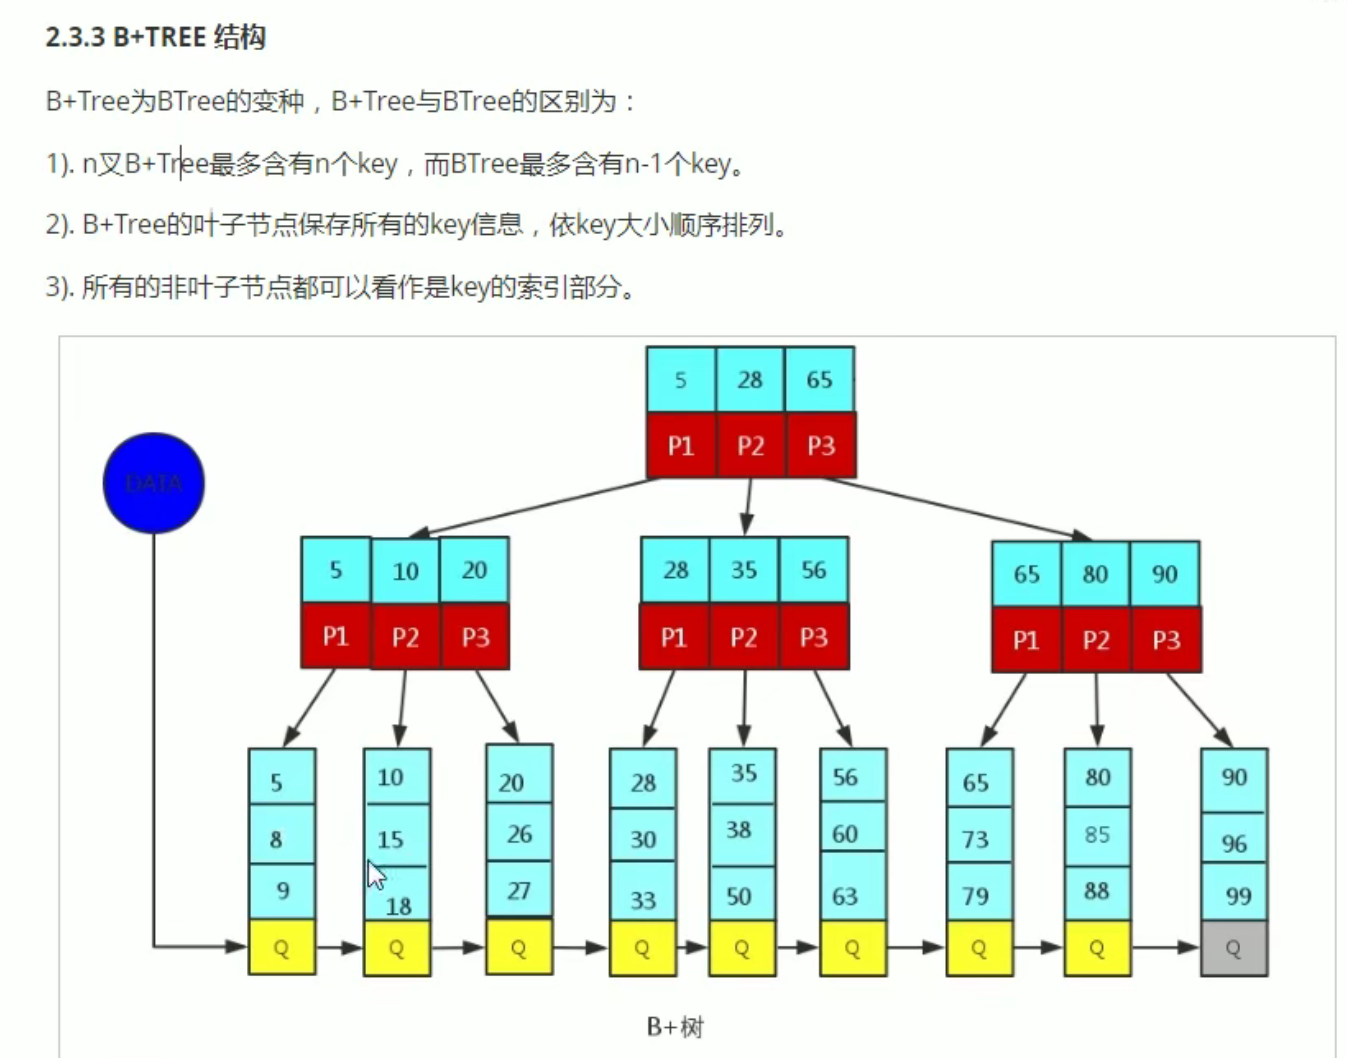 2.3.3 B+TREE 结构
B+Tree为BTree的变种，B+Tree与BTree的区别为：
1). n叉B+Tree最多含有n个key，而BTree最多含有n-1个key。
2). B+Tree的叶子节点保存所有的key信息，依key大小顺序排列。
3). 所有的非叶子节点都可以看作是key的索引部分。
5 28 65
P1 P2 P3
DATA
5 10 20
P1 P2 P3
28 35 56
P1 P2 P3
65 80 90
P1 P2 P3
5
8
9
Q
10
15
18
Q
20
26
27
Q
28
30
33
Q
35
38
50
Q
56
60
63
Q
65
73
79
Q
80
85
88
Q
90
96
99
Q
B+树